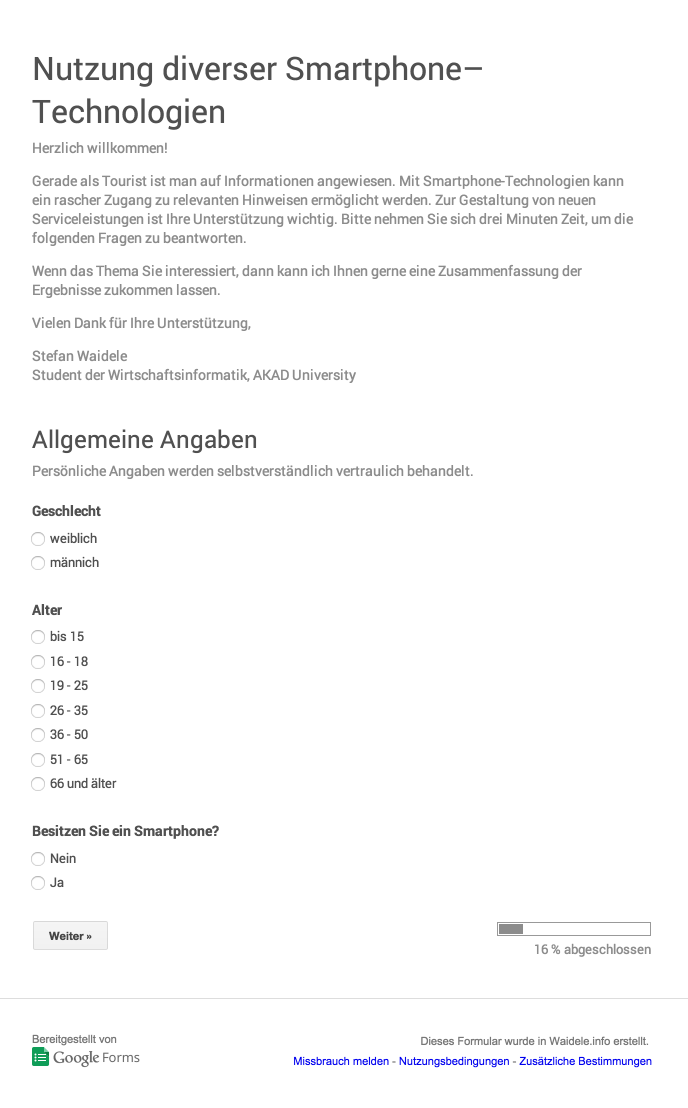 Nutzung diverser Smartphone–
Technologien
Herzlich willkommen!
Gerade als Tourist ist man auf Informationen angewiesen. Mit Smartphone-Technologien kann
ein rascher Zugang zu relevanten Hinweisen ermöglicht werden. Zur Gestaltung von neuen
Serviceleistungen ist Ihre Unterstützung wichtig. Bitte nehmen Sie sich drei Minuten Zeit, um die
folgenden Fragen zu beantworten.
Wenn das Thema Sie interessiert, dann kann ich Ihnen gerne eine Zusammenfassung der
Ergebnisse zukommen lassen.
Vielen Dank für Ihre Unterstützung,
Stefan Waidele
Student der Wirtschaftsinformatik, AKAD University
Allgemeine Angaben
Persönliche Angaben werden selbstverständlich vertraulich behandelt.
Geschlecht
weiblich
männich
Alter
bis 15
16 - 18
19 - 25
26 - 35
36 - 50
51 - 65
66 und älter
Besitzen Sie ein Smartphone?
Nein
Ja
Weiter »
16 % abgeschlossen
Bereitgestellt von
Google Forms
Dieses Formular wurde in Waidele.info erstellt.
Missbrauch melden - Nutzungsbedingungen - Zusätzliche Bestimmungen